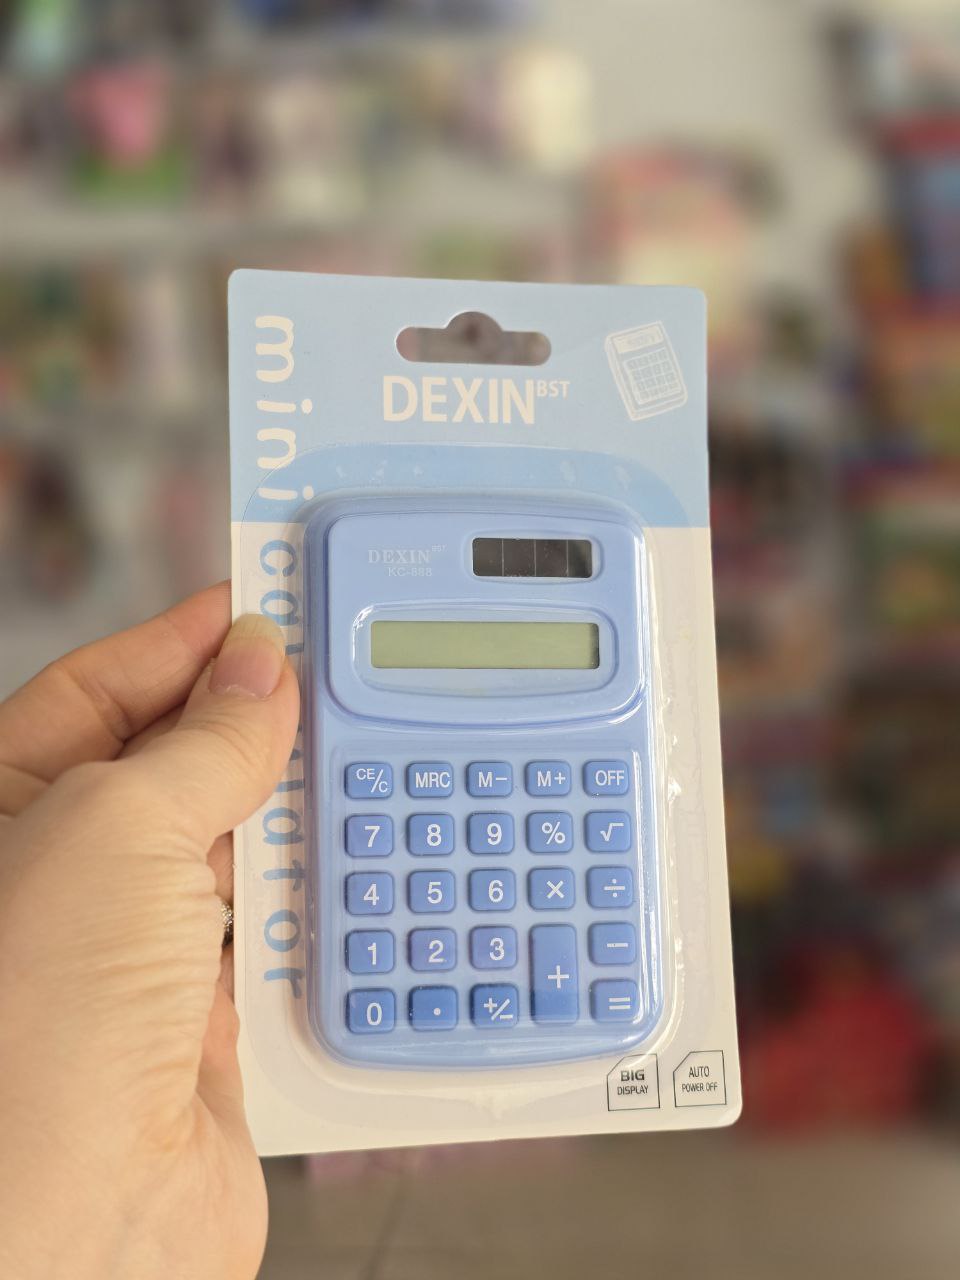 DEXIN BST
mini calculator
DEXIN BST
KC-888
CE/C MRC M− M+ OFF
7 8 9 % √
4 5 6 × ÷
1 2 3 + −
0 . +/− =
BIG
DISPLAY
AUTO
POWER OFF